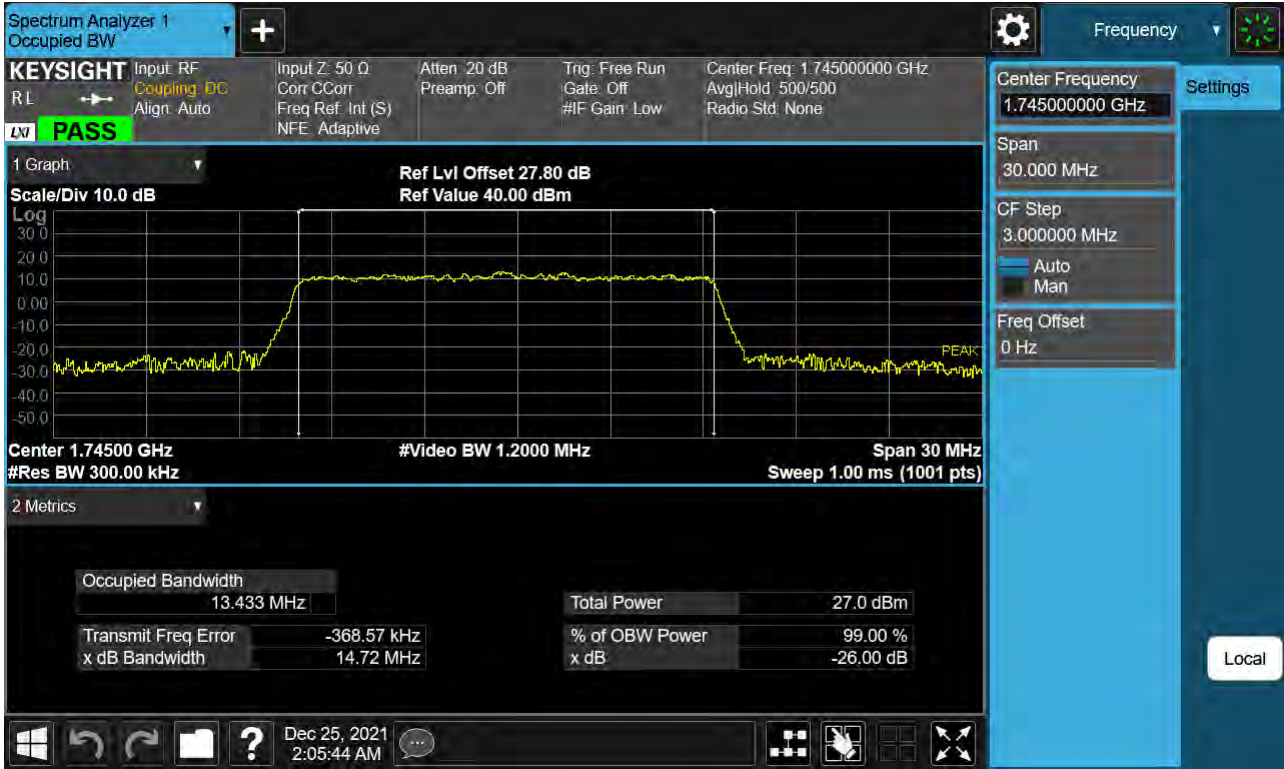 Spectrum Analyzer 1
Occupied BW
Frequency
KEYSIGHT
RL
LXI
PASS
Input: RF
Coupling: DC
Align: Auto
Input Z: 50 Ω
Corr CCorr
Freq Ref: Int (S)
NFE: Adaptive
Atten: 20 dB
Preamp: Off
Trig: Free Run
Gate: Off
#IF Gain: Low
Center Freq: 1.745000000 GHz
Avg|Hold: 500/500
Radio Std: None
Center Frequency
1.745000000 GHz
Settings
Span
30.000 MHz
CF Step
3.000000 MHz
Auto
Man
Freq Offset
0 Hz
Local
1 Graph
Scale/Div 10.0 dB
Ref Lvl Offset 27.80 dB
Ref Value 40.00 dBm
Log
30.0
20.0
10.0
0.00
-10.0
-20.0
-30.0
-40.0
-50.0
PEAK
Center 1.74500 GHz
#Video BW 1.2000 MHz
Span 30 MHz
#Res BW 300.00 kHz
Sweep 1.00 ms (1001 pts)
2 Metrics
Occupied Bandwidth
13.433 MHz
Total Power 27.0 dBm
Transmit Freq Error -368.57 kHz
% of OBW Power 99.00 %
x dB Bandwidth 14.72 MHz
x dB -26.00 dB
?
Dec 25, 2021
2:05:44 AM